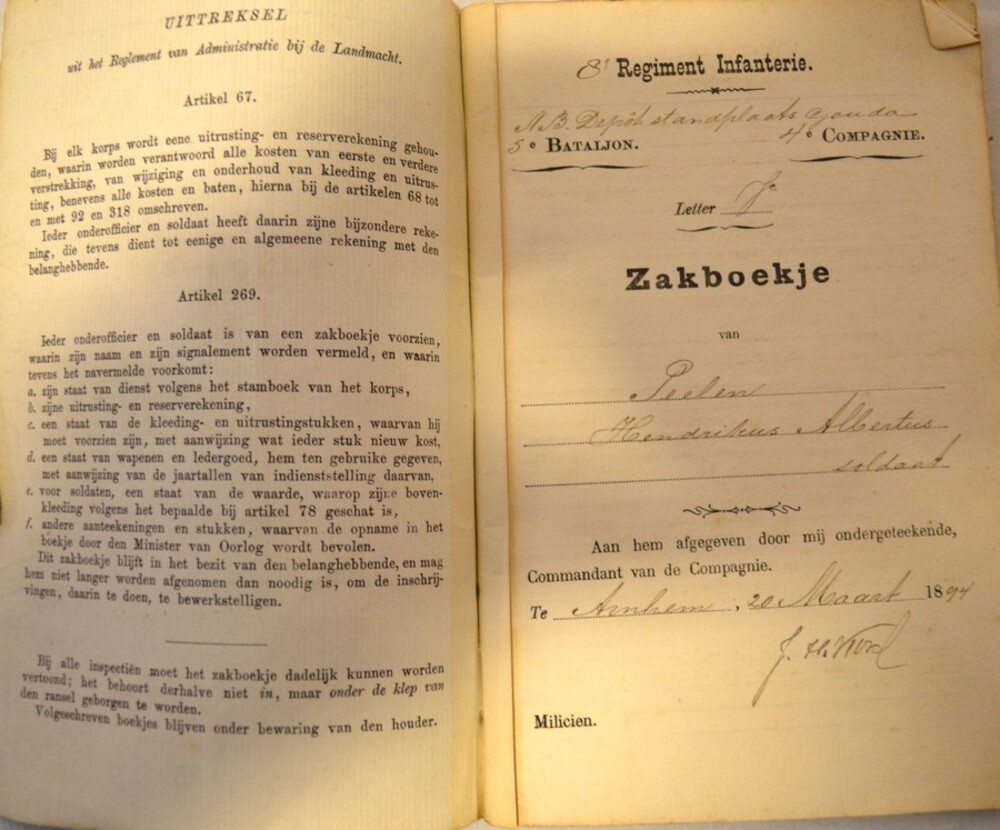 UITTREKSEL
uit het Reglement van Administratie bij de Landmacht.
Artikel 67.
Bij elk korps wordt eene uitrusting- en reserverekening gehou-
den, waarin worden verantwoord alle kosten van eerste en verdere
verstrekking, van wijziging en onderhoud van kleeding en uitrus-
ting, benevens alle kosten en baten, hierna bij de artikelen 68 tot
en met 92 en 318 omschreven.
Ieder onderofficier en soldaat heeft daarin zijne bijzondere reke-
ning, die tevens dient tot eenige en algemeene rekening met den
belanghebbende.
Artikel 269.
Ieder onderofficier en soldaat is van een zakboekje voorzien,
waarin zijn naam en zijn signalement worden vermeld, en waarin
tevens het navermelde voorkomt:
a. zijn staat van dienst volgens het stamboek van het korps,
b. zijne uitrusting- en reserverekening,
c. een staat van de kleeding- en uitrustingstukken, waarvan hij
moet voorzien zijn, met aanwijzing wat ieder stuk nieuw kost,
d. een staat van wapenen en ledergoed, hem ten gebruike gegeven,
met aanwijzing van de jaartallen van indienststelling daarvan,
e. voor soldaten, een staat van de waarde, waarop zijne boven-
kleeding volgens het bepaalde bij artikel 78 geschat is,
f. andere aanteekeningen en stukken, waarvan de opname in het
boekje door den Minister van Oorlog wordt bevolen.
Dit zakboekje blijft in het bezit van den belanghebbende, en mag
hem niet langer worden afgenomen dan noodig is, om de inschrij-
vingen, daarin te doen, te bewerkstelligen.
Bij alle inspectiën moet het zakboekje dadelijk kunnen worden
vertoond; het behoort derhalve niet in, maar onder de klep van
den ransel geborgen te worden.
Volgeschreven boekjes blijven onder bewaring van den houder.
8e Regiment Infanterie.
NB. Depôt standplaats Gouda
5e BATALJON. 4e COMPAGNIE.
Letter
Zakboekje
van
Peelen
Hendrikus Albertus
soldaat
Aan hem afgegeven door mij ondergeteekende,
Commandant van de Compagnie.
Te Arnhem, 20 Maart 1894
Milicien.